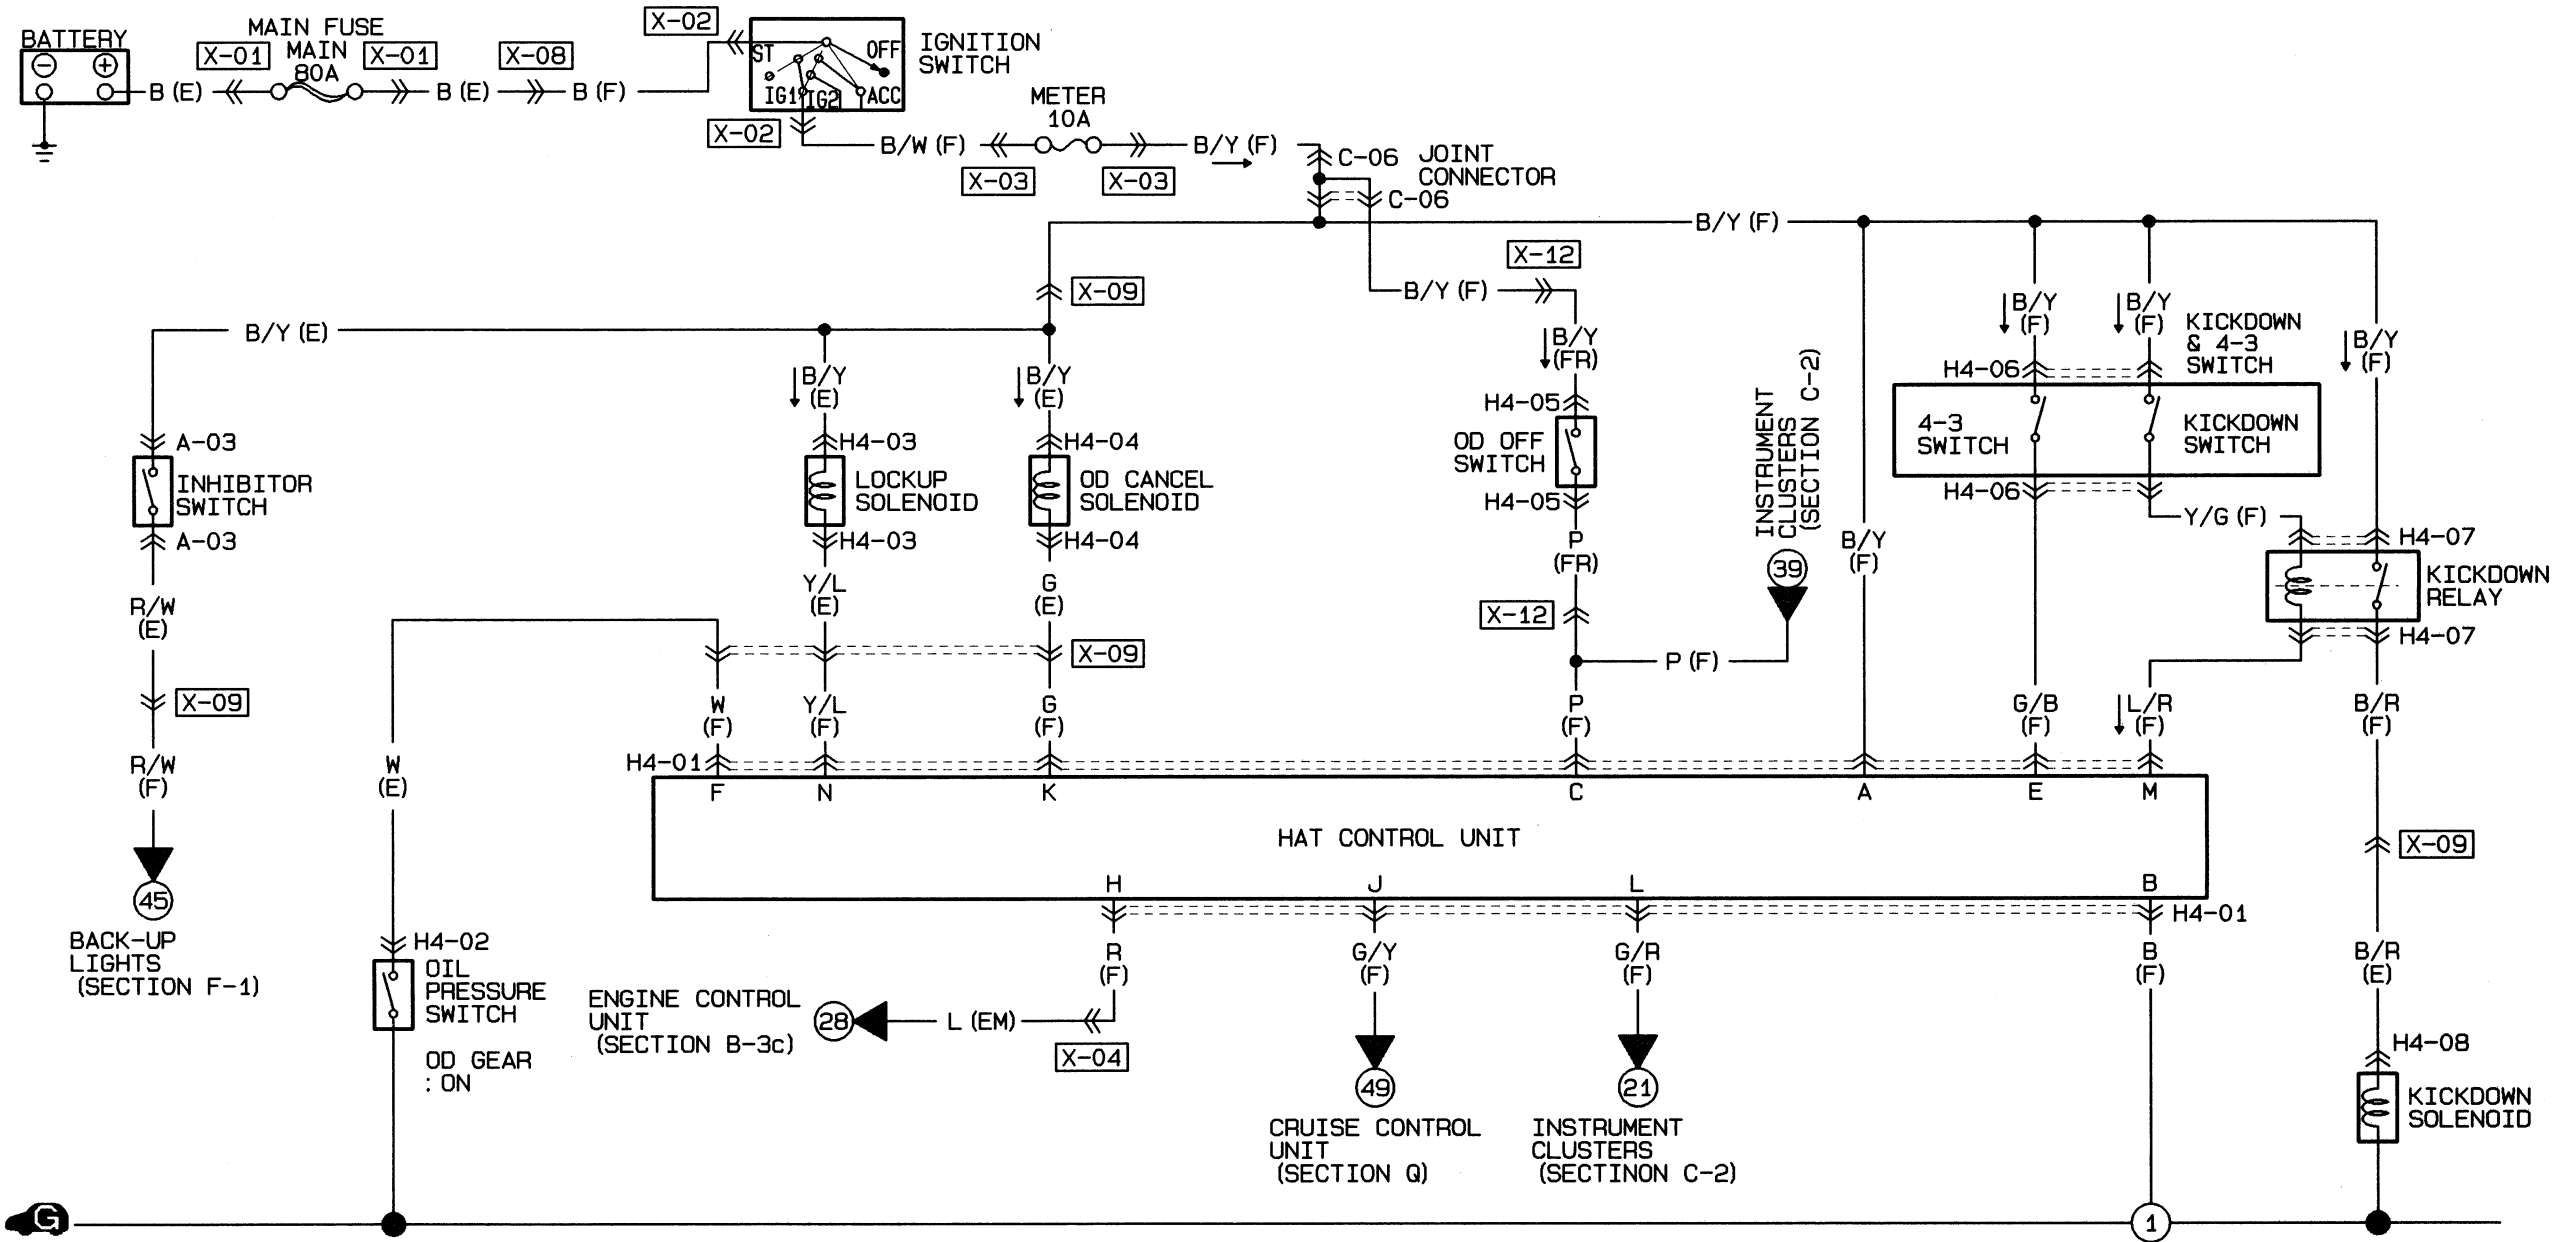 BATTERY
− +
X-01
MAIN FUSE
MAIN
80A
X-01
X-08
X-02
B (E)
B (E)
B (F)
ST
OFF
IG1
IG2
ACC
IGNITION
SWITCH
X-02
METER
10A
B/W (F)
X-03
X-03
B/Y (F)
C-06
JOINT
CONNECTOR
C-06
B/Y (F)
X-12
X-09
B/Y (F)
B/Y
(F)
B/Y
(F)
KICKDOWN
& 4-3
SWITCH
B/Y (E)
B/Y
(FR)
B/Y
(F)
B/Y
(E)
B/Y
(E)
H4-06
INSTRUMENT
CLUSTERS
(SECTION C-2)
A-03
INHIBITOR
SWITCH
A-03
H4-03
LOCKUP
SOLENOID
H4-03
H4-04
OD CANCEL
SOLENOID
H4-04
H4-05
OD OFF
SWITCH
H4-05
4-3
SWITCH
KICKDOWN
SWITCH
H4-06
P
(FR)
39
B/Y
(F)
Y/G (F)
H4-07
KICKDOWN
RELAY
H4-07
R/W
(E)
Y/L
(E)
G
(E)
X-12
X-09
P (F)
X-09
W
(F)
Y/L
(F)
G
(F)
P
(F)
G/B
(F)
L/R
(F)
B/R
(F)
R/W
(F)
W
(E)
H4-01
F
N
K
C
A
E
M
HAT CONTROL UNIT
X-09
H
J
L
B
H4-01
45
BACK-UP
LIGHTS
(SECTION F-1)
H4-02
OIL
PRESSURE
SWITCH
OD GEAR
: ON
R
(F)
G/Y
(F)
G/R
(F)
B
(F)
B/R
(E)
ENGINE CONTROL
UNIT
(SECTION B-3c)
28
L (EM)
X-04
49
CRUISE CONTROL
UNIT
(SECTION Q)
21
INSTRUMENT
CLUSTERS
(SECTINON C-2)
H4-08
KICKDOWN
SOLENOID
G
1